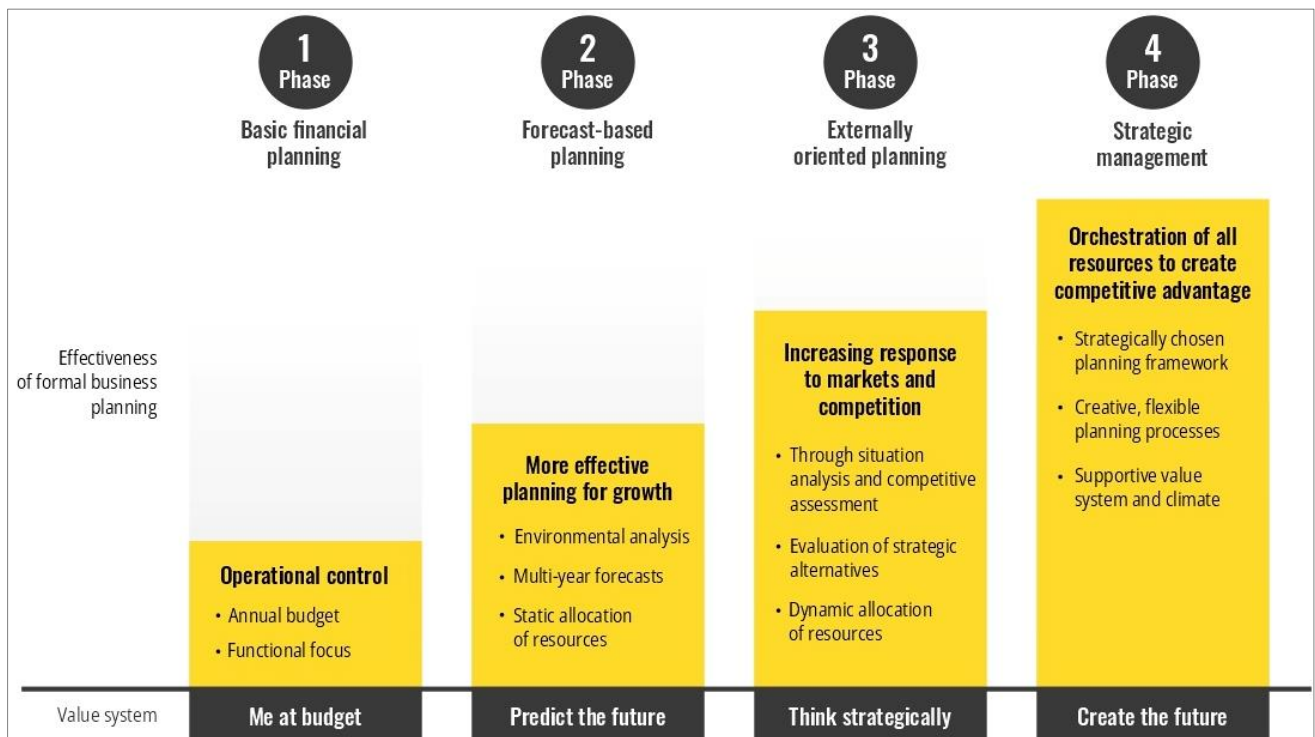 1
Phase
Basic financial
planning
2
Phase
Forecast-based
planning
3
Phase
Externally
oriented planning
4
Phase
Strategic
management
Effectiveness
of formal business
planning
Operational control
• Annual budget
• Functional focus
More effective
planning for growth
• Environmental analysis
• Multi-year forecasts
• Static allocation
of resources
Increasing response
to markets and
competition
• Through situation
analysis and competitive
assessment
• Evaluation of strategic
alternatives
• Dynamic allocation
of resources
Orchestration of all
resources to create
competitive advantage
• Strategically chosen
planning framework
• Creative, flexible
planning processes
• Supportive value
system and climate
Value system
Me at budget
Predict the future
Think strategically
Create the future